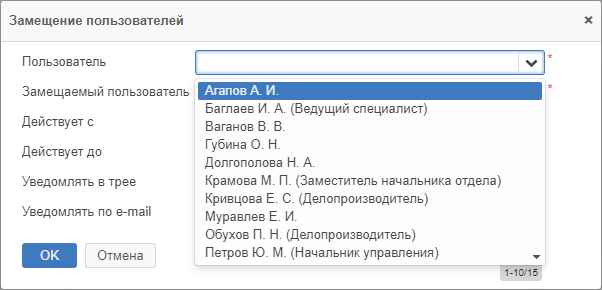 Замещение пользователей ×
Пользователь *
Замещаемый пользователь *
Действует с
Действует до
Уведомлять в трее
Уведомлять по e-mail
Агапов А. И.
Баглаев И. А. (Ведущий специалист)
Ваганов В. В.
Губина О. Н.
Долгополова Н. А.
Крамова М. П. (Заместитель начальника отдела)
Кривцова Е. С. (Делопроизводитель)
Муравлев Е. И.
Обухов П. Н. (Делопроизводитель)
Петров Ю. М. (Начальник управления)
1-10/15
OK Отмена